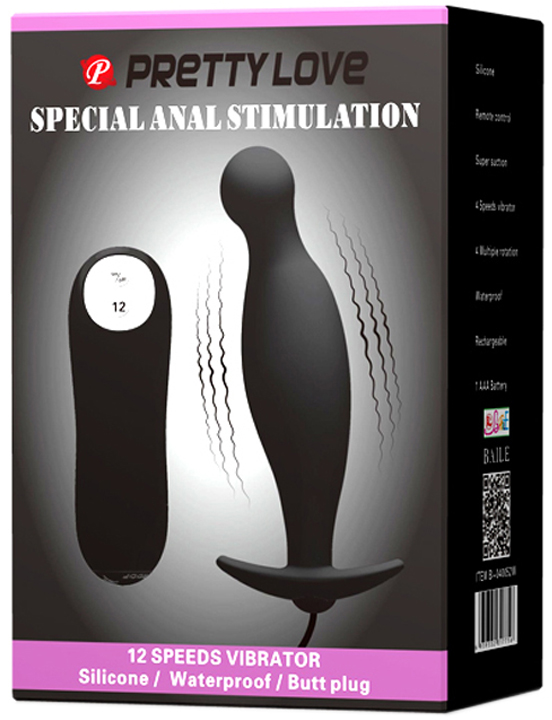 P PRETTY LOVE
SPECIAL ANAL STIMULATION
12
12 SPEEDS VIBRATOR
Silicone / Waterproof / Butt plug
Silicone
Remote control
Super suction
4 Speeds vibrator
4 Multiple rotation
Waterproof
Rechargeable
1 AAA Battery
BAILE